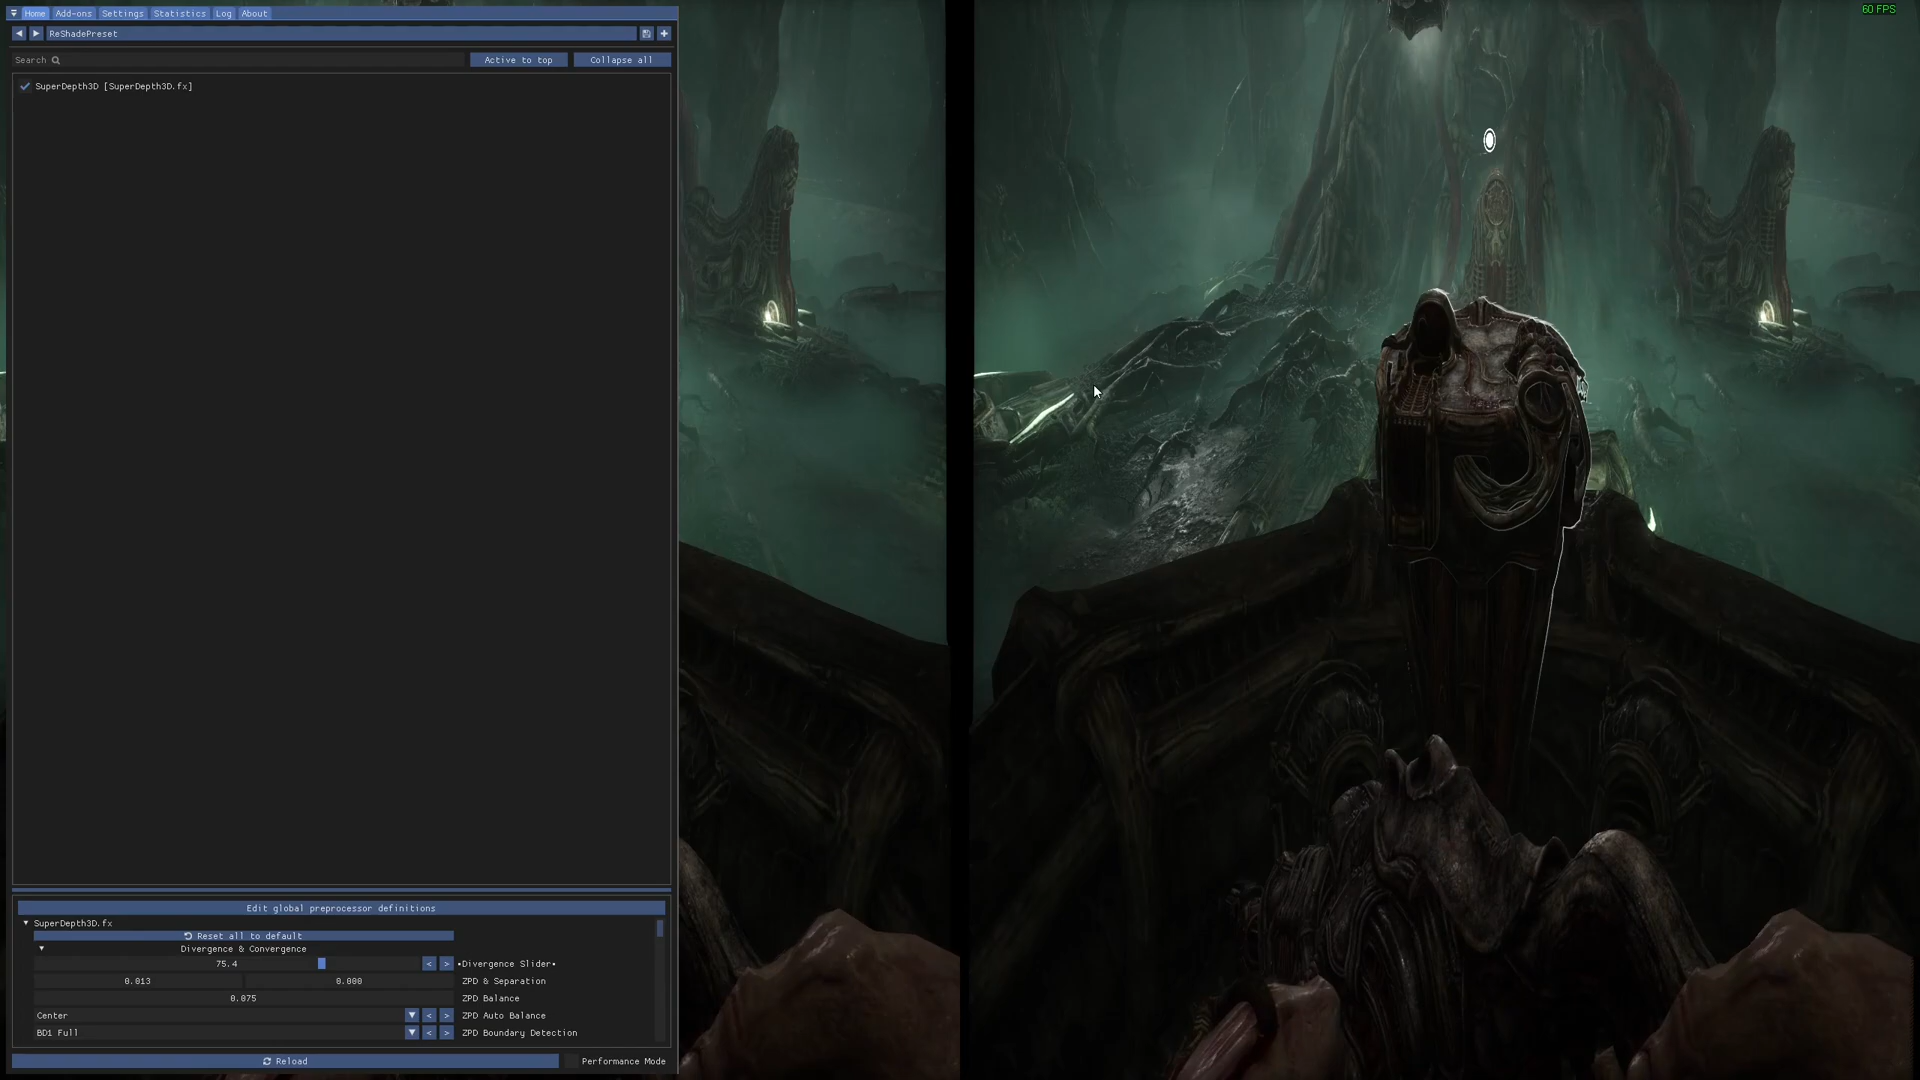 Home Add-ons Settings Statistics Log About
60 FPS
ReShadePreset
Search Active to top Collapse all
SuperDepth3D [SuperDepth3D.fx]
Edit global preprocessor definitions
SuperDepth3D.fx
Reset all to default
Divergence & Convergence
75.4 < > •Divergence Slider•
0.013 0.000 ZPD & Separation
0.075 ZPD Balance
Center < > ZPD Auto Balance
BD1 Full < > ZPD Boundary Detection
Reload Performance Mode